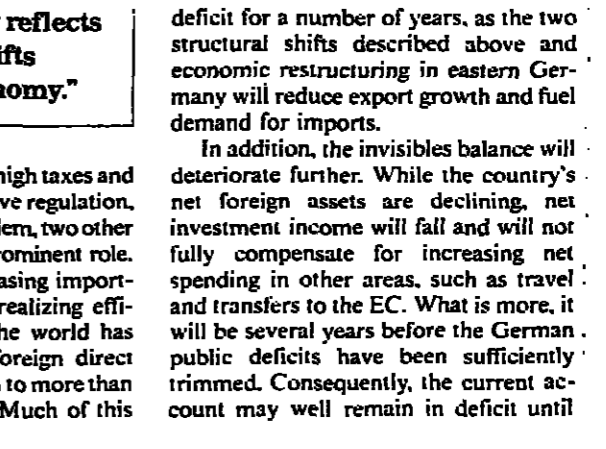 reflects
ifts
nomy."
high taxes and
ve regulation,
lem, two other
rominent role.
asing import-
realizing effi-
he world has
foreign direct
to more than
Much of this
deficit for a number of years, as the two
structural shifts described above and
economic restructuring in eastern Ger-
many will reduce export growth and fuel
demand for imports.
In addition, the invisibles balance will
deteriorate further. While the country's
net foreign assets are declining, net
investment income will fall and will not
fully compensate for increasing net
spending in other areas, such as travel
and transfers to the EC. What is more, it
will be several years before the German
public deficits have been sufficiently
trimmed. Consequently, the current ac-
count may well remain in deficit until